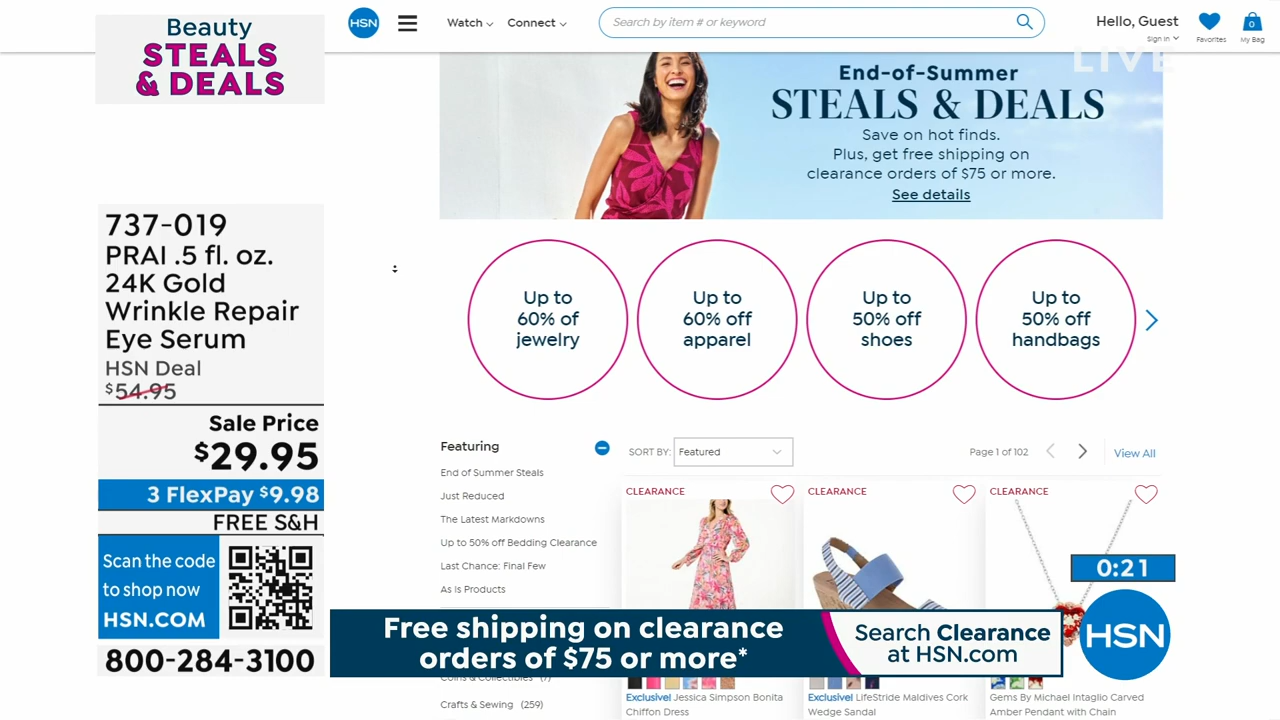 Beauty
STEALS
& DEALS
737-019
PRAI .5 fl. oz.
24K Gold
Wrinkle Repair
Eye Serum
HSN Deal
$54.95
Sale Price
$29.95
3 FlexPay $9.98
FREE S&H
Scan the code
to shop now
HSN.COM
800-284-3100
HSN
Watch
Connect
Search by item # or keyword
Hello, Guest
Sign In
Favorites
0
My Bag
LIVE
End-of-Summer
STEALS & DEALS
Save on hot finds.
Plus, get free shipping on
clearance orders of $75 or more.
See details
Up to
60% of
jewelry
Up to
60% off
apparel
Up to
50% off
shoes
Up to
50% off
handbags
Featuring
End of Summer Steals
Just Reduced
The Latest Markdowns
Up to 50% off Bedding Clearance
Last Chance: Final Few
As Is Products
Coins & Collectibles (7)
Crafts & Sewing (259)
SORT BY: Featured
Page 1 of 102
View All
CLEARANCE
Exclusive! Jessica Simpson Bonita
Chiffon Dress
CLEARANCE
Exclusive! LifeStride Maldives Cork
Wedge Sandal
CLEARANCE
Gems By Michael Intaglio Carved
Amber Pendant with Chain
0:21
Free shipping on clearance
orders of $75 or more*
Search Clearance
at HSN.com
HSN